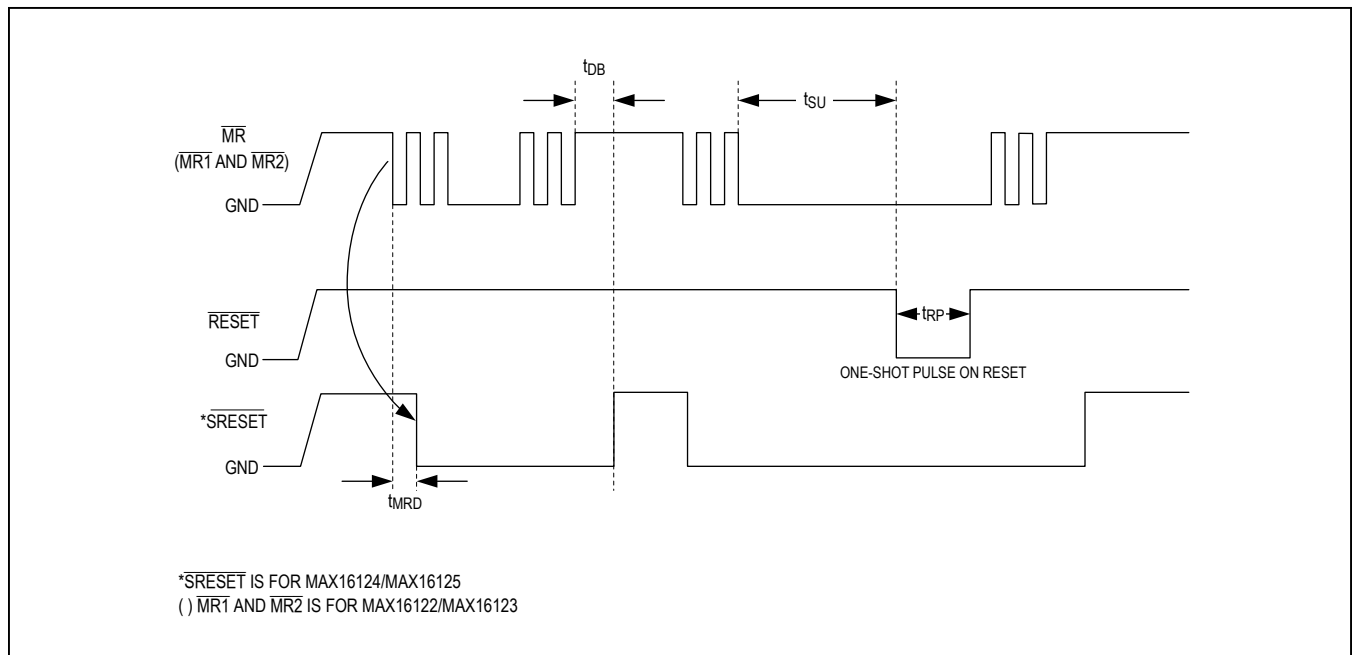 tDB
tSU
MR
(MR1 AND MR2)
GND
RESET
GND
tRP
ONE-SHOT PULSE ON RESET
*SRESET
GND
tMRD
*SRESET IS FOR MAX16124/MAX16125
( ) MR1 AND MR2 IS FOR MAX16122/MAX16123